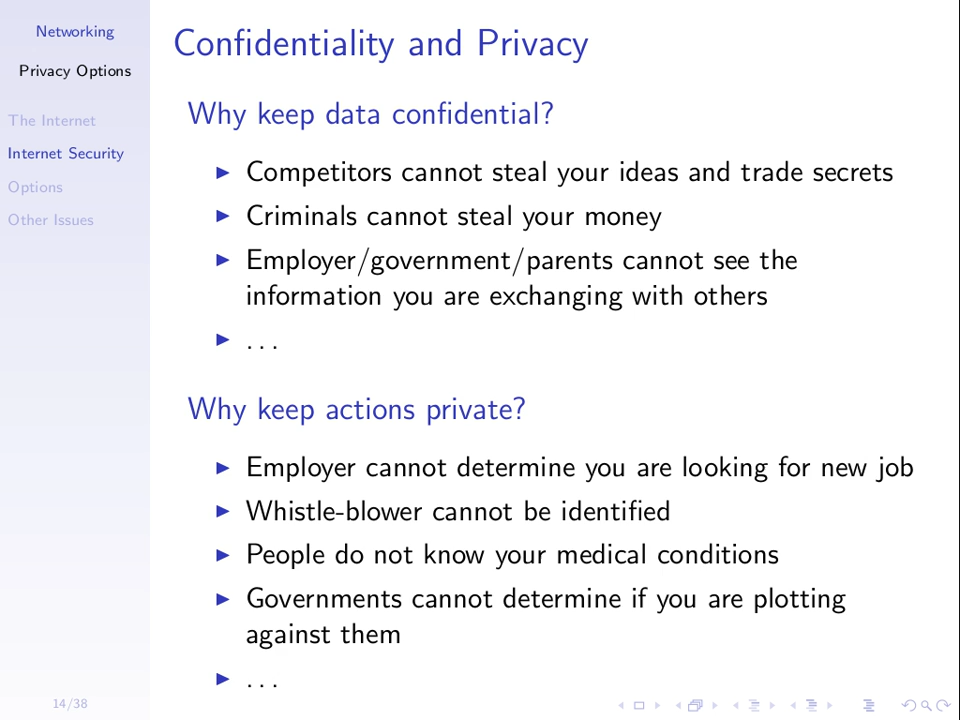 Networking
Privacy Options
The Internet
Internet Security
Options
Other Issues
Confidentiality and Privacy
Why keep data confidential?
Competitors cannot steal your ideas and trade secrets
Criminals cannot steal your money
Employer/government/parents cannot see the
information you are exchanging with others
...
Why keep actions private?
Employer cannot determine you are looking for new job
Whistle-blower cannot be identified
People do not know your medical conditions
Governments cannot determine if you are plotting
against them
...
14/38